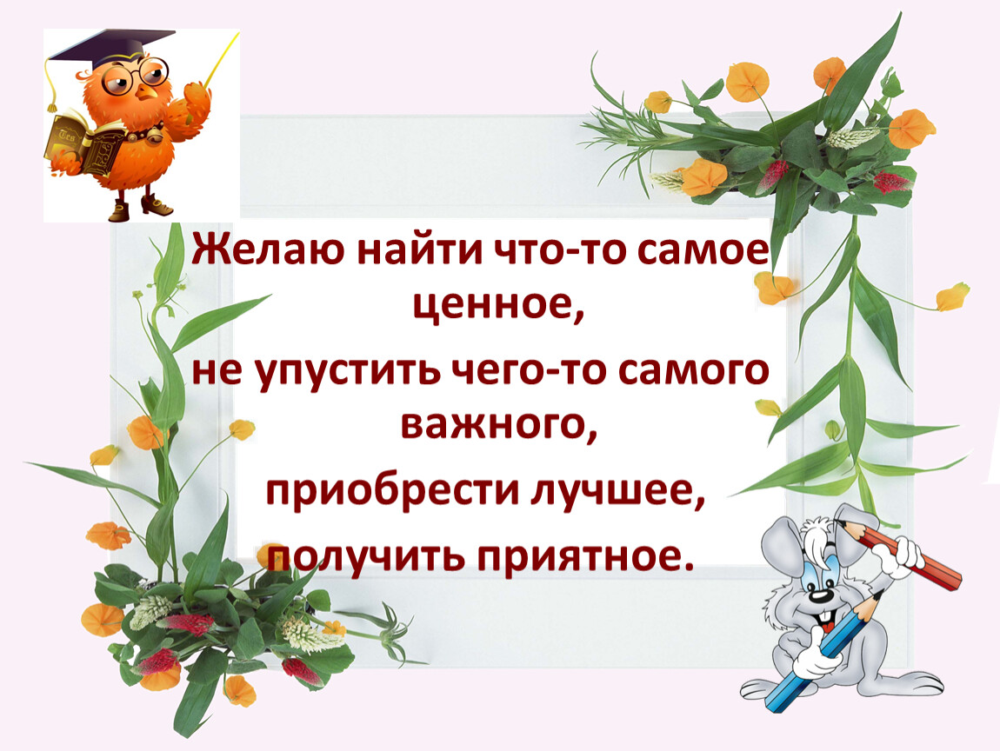 Желаю найти что-то самое
ценное,
не упустить чего-то самого
важного,
приобрести лучшее,
получить приятное.